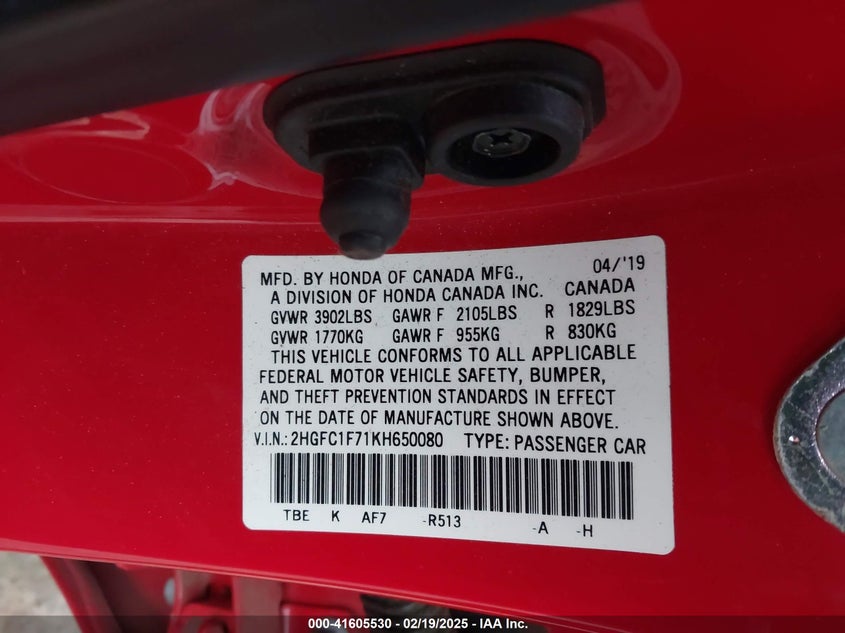 04/'19
MFD. BY HONDA OF CANADA MFG.,
A DIVISION OF HONDA CANADA INC. CANADA
GVWR 3902LBS GAWR F 2105LBS R 1829LBS
GVWR 1770KG GAWR F 955KG R 830KG
THIS VEHICLE CONFORMS TO ALL APPLICABLE
FEDERAL MOTOR VEHICLE SAFETY, BUMPER,
AND THEFT PREVENTION STANDARDS IN EFFECT
ON THE DATE OF MANUFACTURE SHOWN ABOVE.
V.I.N.: 2HGFC1F71KH650080 TYPE: PASSENGER CAR
TBE K AF7 -R513 -A -H
000-41605530 - 02/19/2025 - IAA Inc.